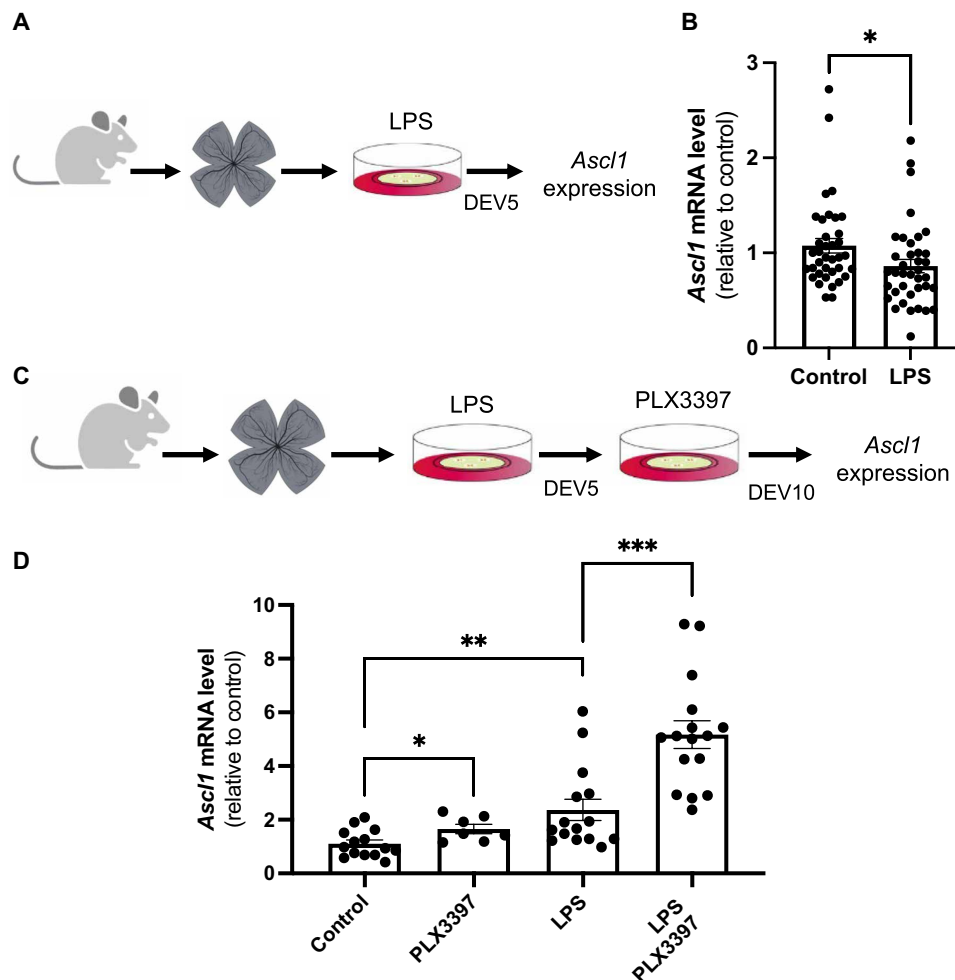 A
LPS
DEV5
Ascl1
expression
B
*
3
2
1
0
Ascl1 mRNA level
(relative to control)
Control LPS
C
LPS
DEV5
PLX3397
DEV10
Ascl1
expression
D
***
**
*
10
8
6
4
2
0
Ascl1 mRNA level
(relative to control)
Control
PLX3397
LPS
LPS
PLX3397